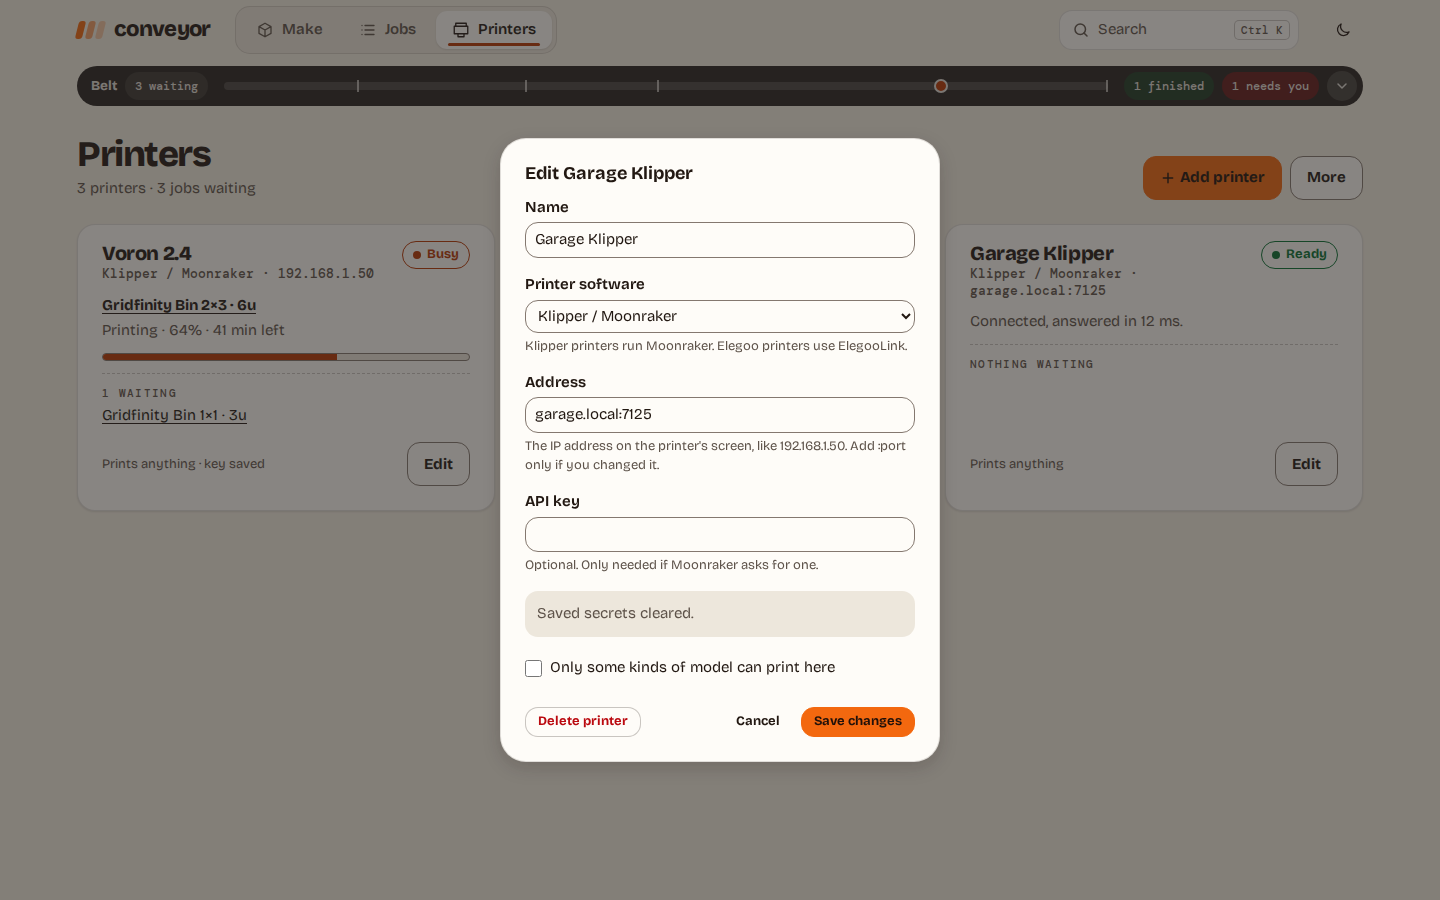 conveyor
Make
Jobs
Printers
Search
Ctrl K
Belt
3 waiting
1 finished
1 needs you
Printers
3 printers · 3 jobs waiting
+ Add printer
More
Voron 2.4
Busy
Klipper / Moonraker · 192.168.1.50
Gridfinity Bin 2×3 · 6u
Printing · 64% · 41 min left
1 WAITING
Gridfinity Bin 1×1 · 3u
Prints anything · key saved
Edit
Edit Garage Klipper
Name
Garage Klipper
Printer software
Klipper / Moonraker
Klipper printers run Moonraker. Elegoo printers use ElegooLink.
Address
garage.local:7125
The IP address on the printer's screen, like 192.168.1.50. Add :port
only if you changed it.
API key
Optional. Only needed if Moonraker asks for one.
Saved secrets cleared.
Only some kinds of model can print here
Delete printer
Cancel
Save changes
Garage Klipper
Ready
Klipper / Moonraker ·
garage.local:7125
Connected, answered in 12 ms.
NOTHING WAITING
Prints anything
Edit